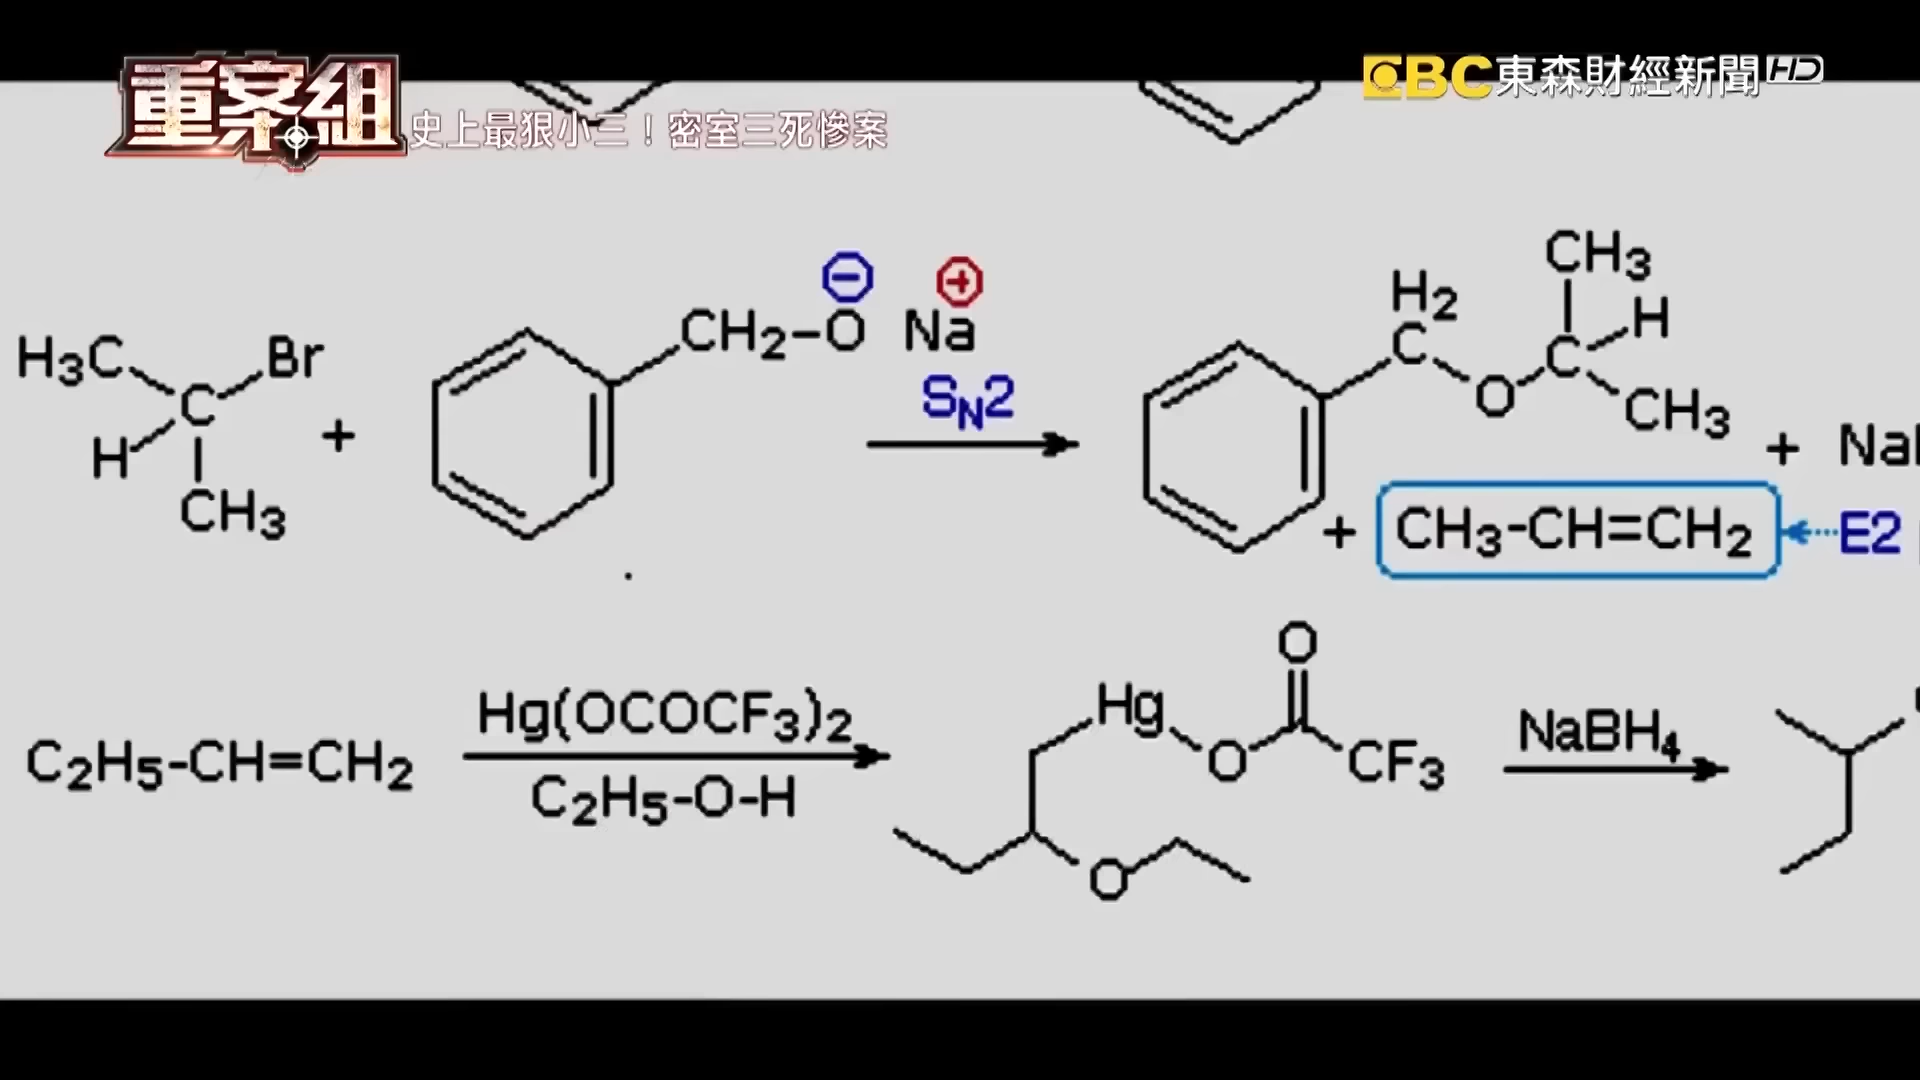 重案組
史上最狠小三！密室三死慘案
EBC東森財經新聞HD
H3C Br C H CH3 + CH2-O Na
SN2
H2 C O CH3 C H CH3 +
+ CH3-CH=CH2 E2
C2H5-CH=CH2
Hg(OCOCF3)2
C2H5-O-H
Hg O O CF3
O
NaBH4